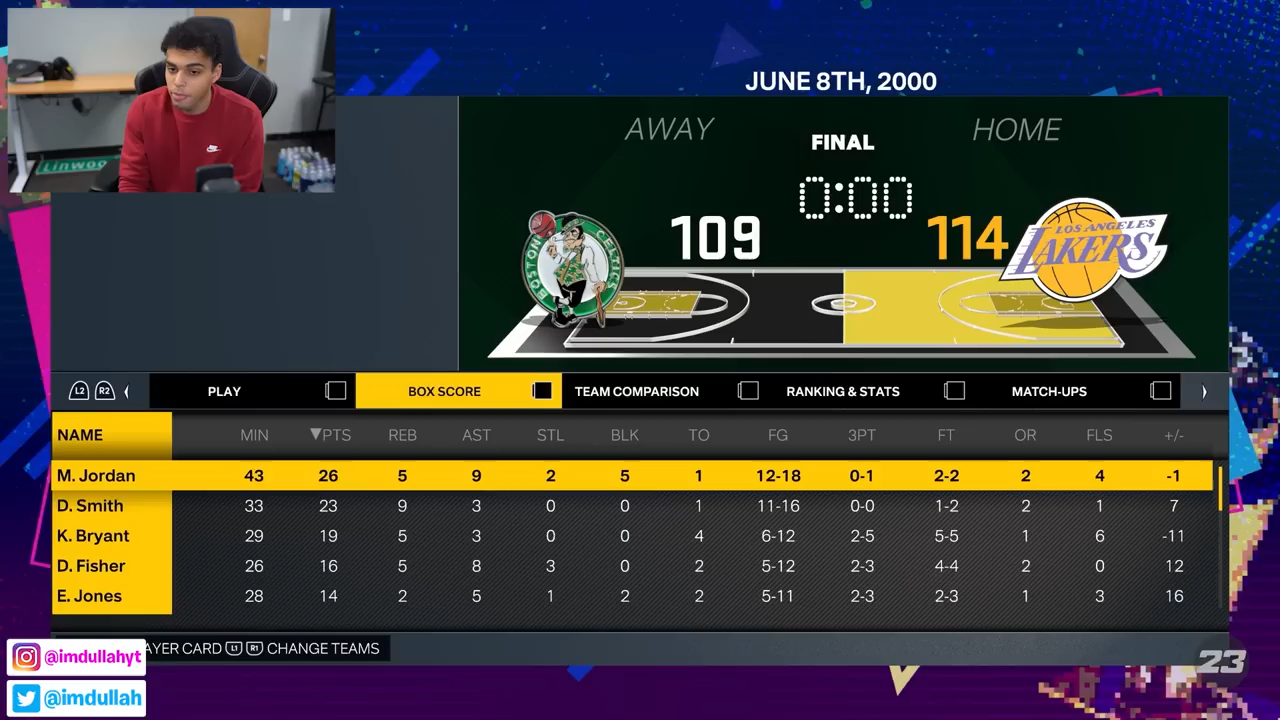 Linwoo
JUNE 8TH, 2000
AWAY
FINAL
HOME
0:00
109
114
BOSTON
CELTICS
LOS ANGELES
LAKERS
L2 R2 PLAY BOX SCORE TEAM COMPARISON RANKING & STATS MATCH-UPS
NAME MIN ▼PTS REB AST STL BLK TO FG 3PT FT OR FLS +/-
M. Jordan 43 26 5 9 2 5 1 12-18 0-1 2-2 2 4 -1
D. Smith 33 23 9 3 0 0 1 11-16 0-0 1-2 2 1 7
K. Bryant 29 19 5 3 0 0 4 6-12 2-5 5-5 1 6 -11
D. Fisher 26 16 5 8 3 0 2 5-12 2-3 4-4 2 0 12
E. Jones 28 14 2 5 1 2 2 5-11 2-3 2-3 1 3 16
AYER CARD L1 R1 CHANGE TEAMS
@imdullahyt
@imdullah
23